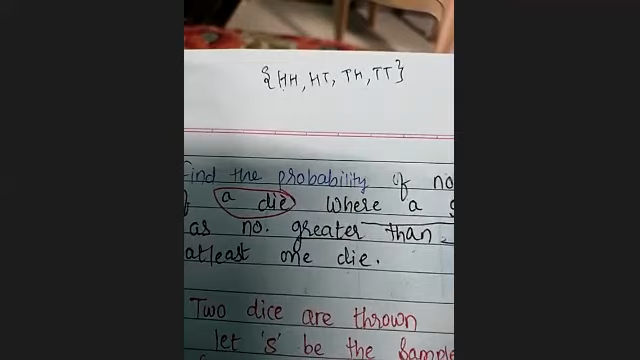 {HH, HT, TH, TT}
Find the probability of no
a die where a
as no. greater than
atleast one die.
Two dice are thrown
let 's' be the Sample